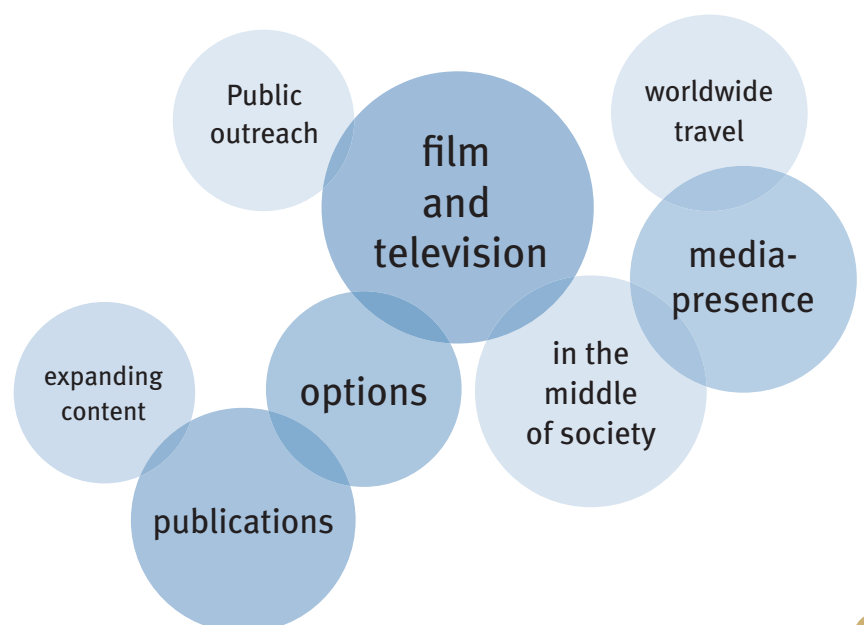 Public
outreach
film
and
television
worldwide
travel
media-
presence
expanding
content
options
in the
middle
of society
publications